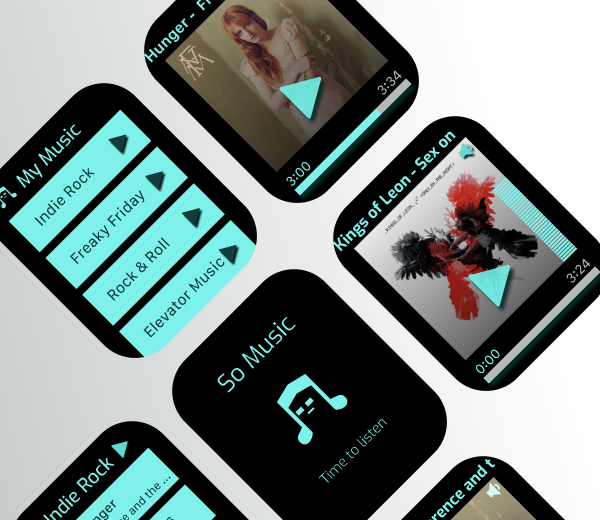 Hunger - Fl
3:00
3:34
My Music
Indie Rock
Freaky Friday
Rock & Roll
Elevator Music
Kings of Leon - Sex on
0:00
3:24
So Music
Time to listen
Indie Rock
nger
e and the ...
rence and t